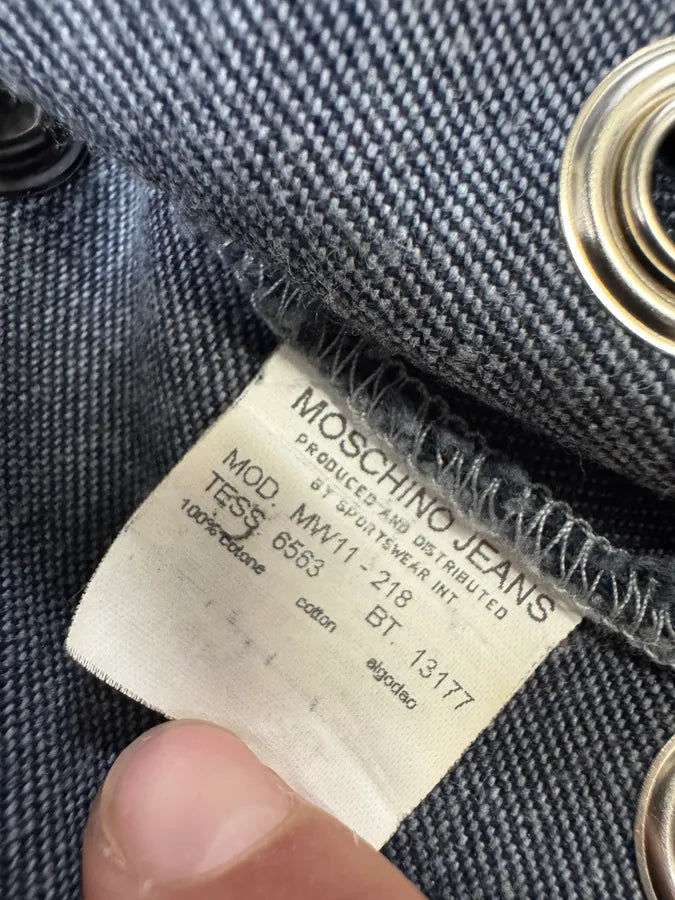 MOSCHINO JEANS
PRODUCED AND DISTRIBUTED
BY SPORTSWEAR INT.
MOD. MW11-218
TESS. 6563 BT. 13177
100% cotone cotton algodao